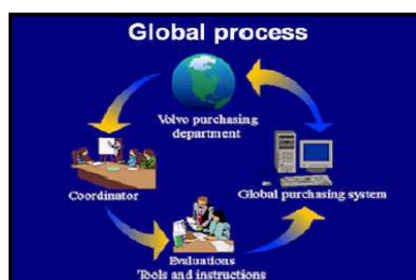 Global process
Volvo purchasing
department
Coordinator
Global purchasing system
Evaluations
Tools and instructions